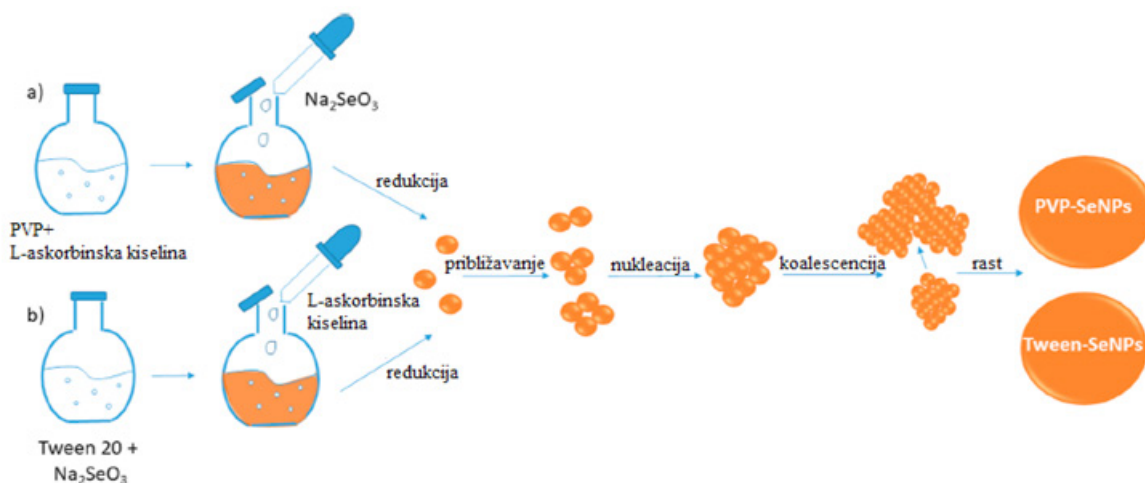 a)
Na₂SeO₃
PVP+
L-askorbinska kiselina
redukcija
b)
L-askorbinska
kiselina
Tween 20 +
Na₂SeO₃
redukcija
približavanje
nukleacija
koalescencija
rast
PVP-SeNPs
Tween-SeNPs